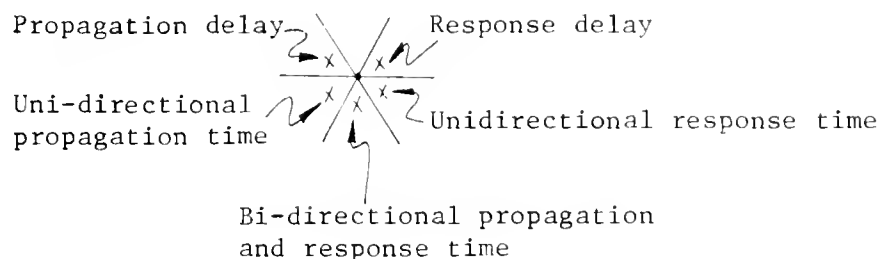 Propagation delay
Response delay
x x
Uni-directional
propagation time
x x x
Unidirectional response time
Bi-directional propagation
and response time